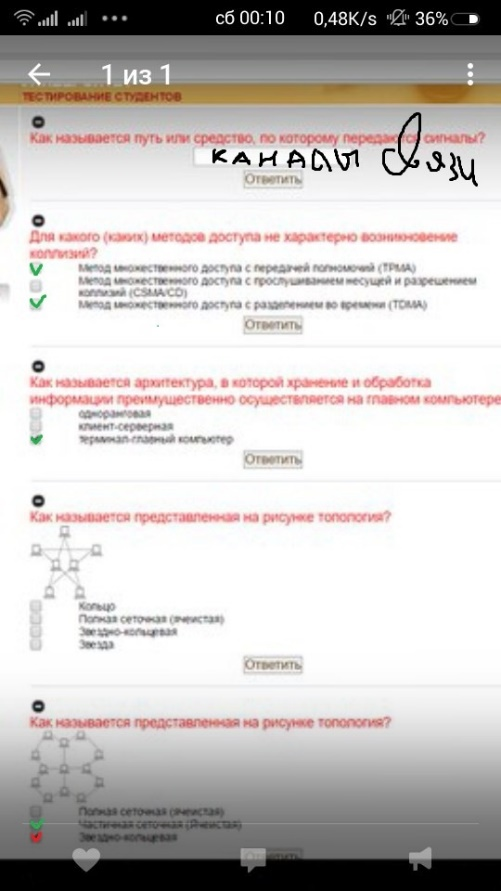 сб 00:10 0,48K/s 36%
1 из 1
ТЕСТИРОВАНИЕ СТУДЕНТОВ
Как называется путь или средство, по которому передаются сигналы?
каналы связи
Ответить
Для какого (каких) методов доступа не характерно возникновение
коллизий?
Метод множественного доступа с передачей полномочий (TPMA)
Метод множественного доступа с прослушиванием несущей и разрешением
коллизий (CSMA/CD)
Метод множественного доступа с разделением во времени (TDMA)
Ответить
Как называется архитектура, в которой хранение и обработка
информации преимущественно осуществляется на главном компьютере
одноранговая
клиент-серверная
терминал-главный компьютер
Ответить
Как называется представленная на рисунке топология?
Кольцо
Полная сеточная (ячеистая)
Звездно-кольцевая
Звезда
Ответить
Как называется представленная на рисунке топология?
Полная сеточная (ячеистая)
Частичная сеточная (Ячеистая)
Звездно-кольцевая
Ответить